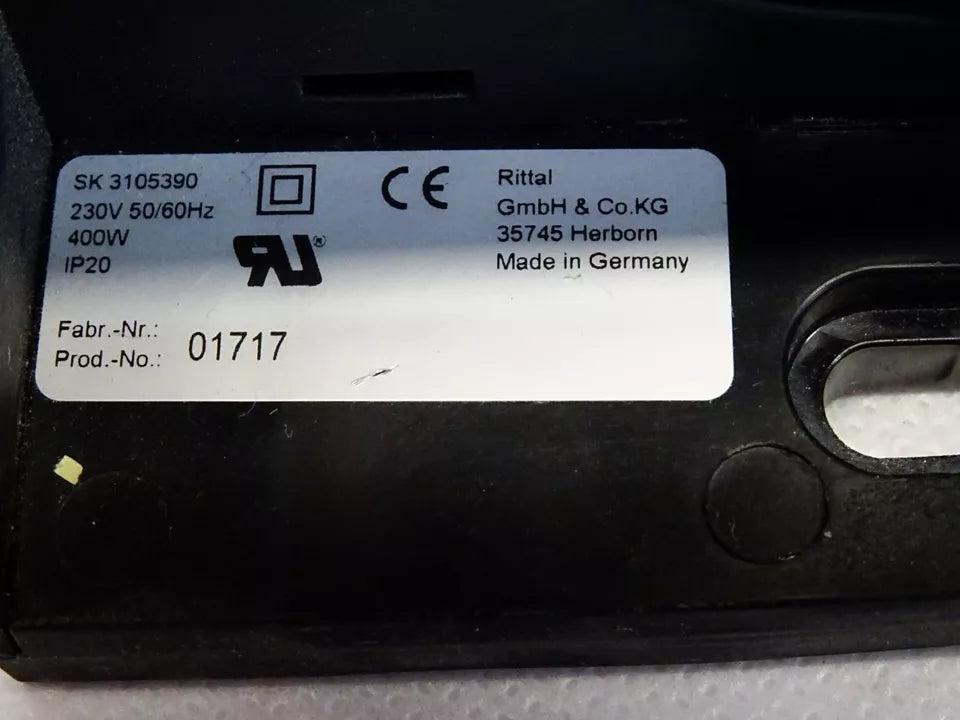 SK 3105390
230V 50/60Hz
400W
IP20
CE
RU®
Rittal
GmbH & Co.KG
35745 Herborn
Made in Germany
Fabr.-Nr.:
Prod.-No.: 01717